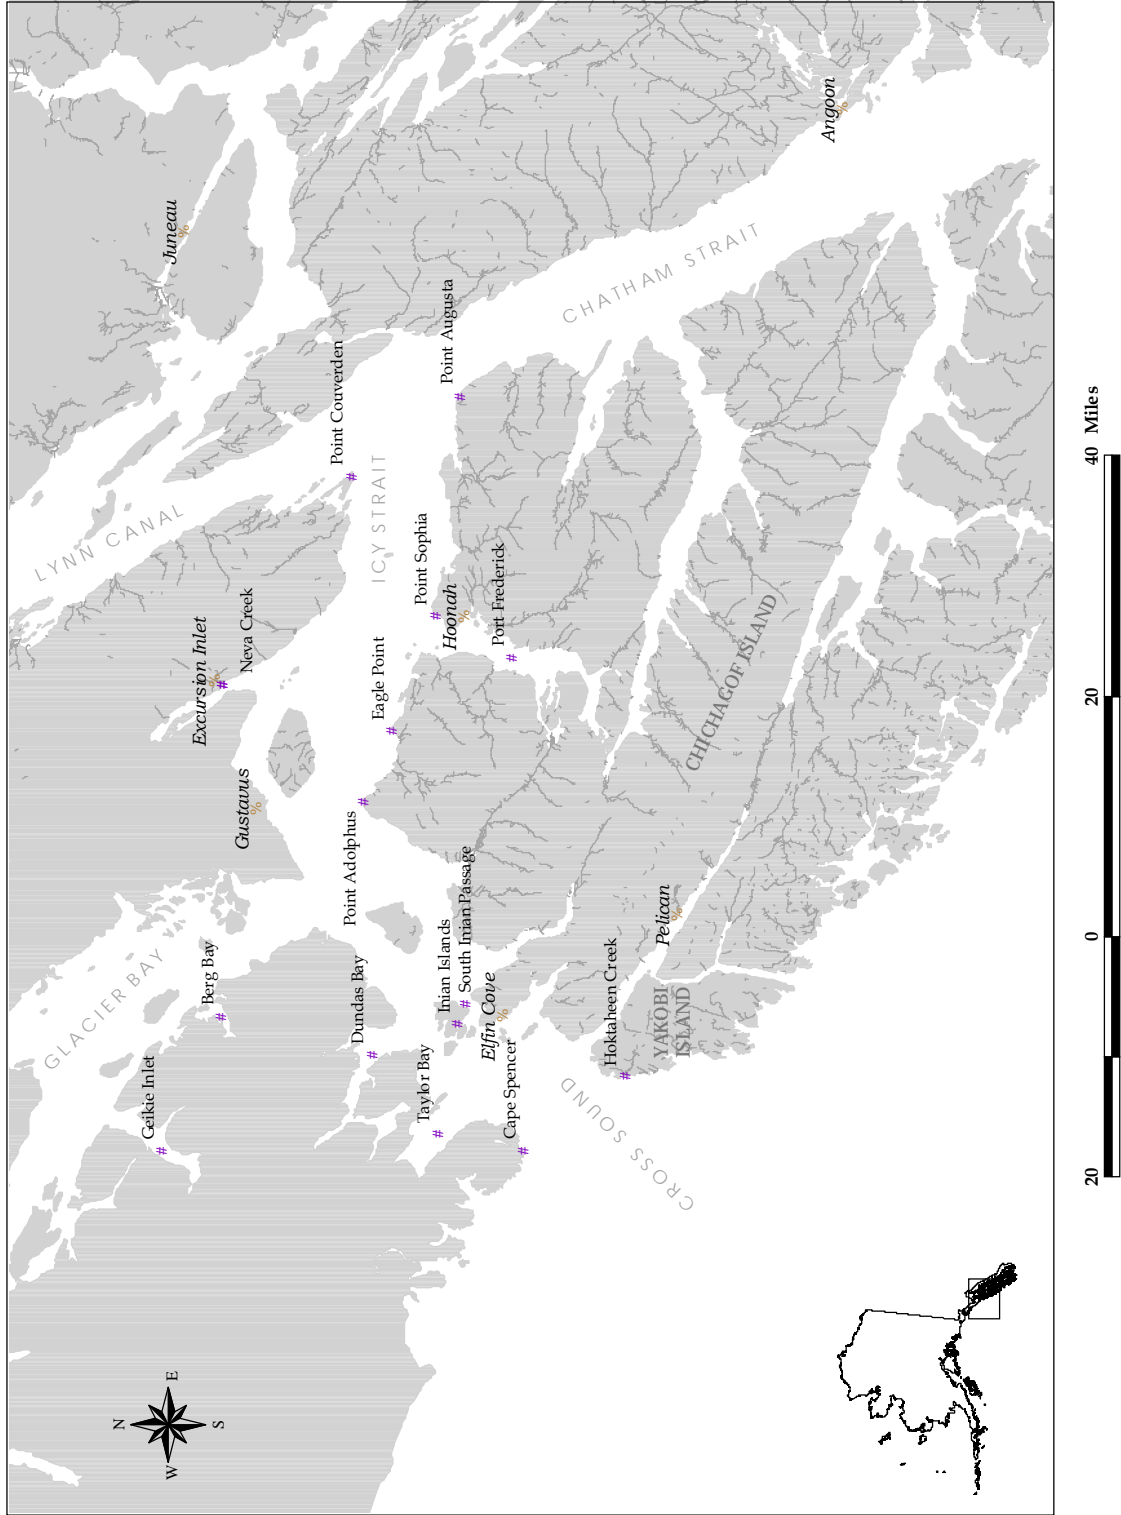 Juneau
Angoon
Point Couverden
Point Augusta
CHATHAM STRAIT
LYNN CANAL
ICY STRAIT
Point Sophia
Hoonah
Port Frederick
Excursion Inlet
Neva Creek
Eagle Point
CHICHAGOF ISLAND
Gustavus
Point Adolphus
GLACIER BAY
Berg Bay
Dundas Bay
Inian Islands
South Inian Passage
Elfin Cove
Pelican
Hoktaheen Creek
YAKOBI
ISLAND
Geikie Inlet
Taylor Bay
Cape Spencer
CROSS SOUND
N
W
E
S
20
0
20
40 Miles